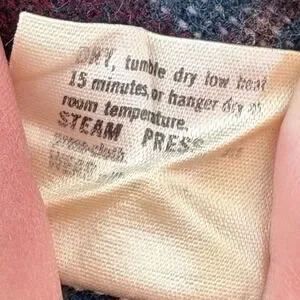 DRY, tumble dry low heat
15 minutes, or hanger dry at
room temperature.
STEAM PRESS